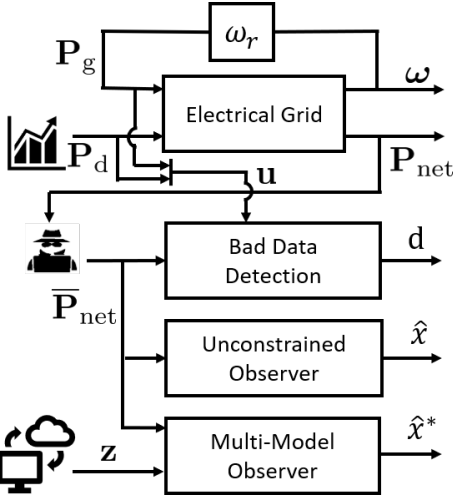 ω_r
P_g
ω
Electrical Grid
P_d
P_net
u
Bad Data
Detection
d
P̅_net
Unconstrained
Observer
x̂
Multi-Model
Observer
x̂*
z